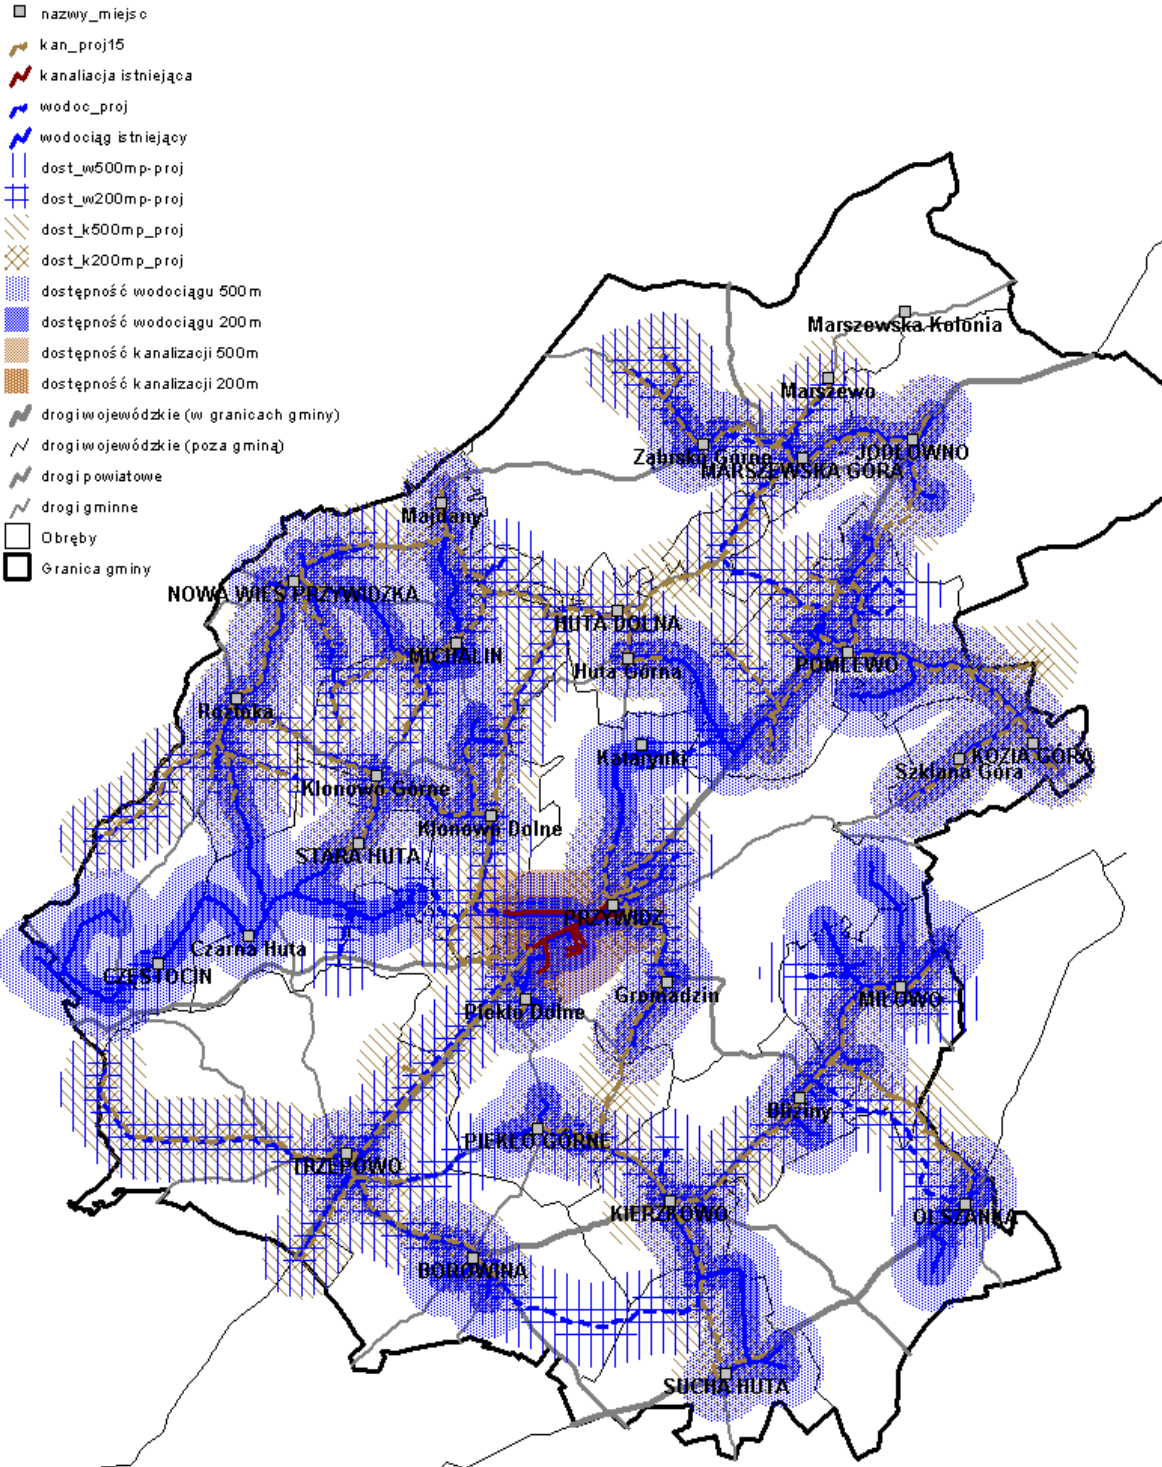 nazwy_miejsc
kan_proj15
kanaliacja istniejąca
wodoc_proj
wodociąg istniejący
dost_w500mp-proj
dost_w200mp-proj
dost_k500mp_proj
dost_k200mp_proj
dostępność wodociągu 500m
dostępność wodociągu 200m
dostępność kanalizacji 500m
dostępność kanalizacji 200m
drogi wojewódzkie (w granicach gminy)
drogi wojewódzkie (poza gminą)
drogi powiatowe
drogi gminne
Obręby
Granica gminy
Marszewska Kolonia
Marszewo
Ząbrsko Górne
JODŁOWNO
MARSZEWSKA GÓRA
Majdany
NOWA WIEŚ PRZYWIDZKA
HUTA DOLNA
MICHALIN
Huta Górna
POMLEWO
Roztoka
Katarynki
KOZIA GÓRA
Szklana Góra
Klonowo Górne
Klonowo Dolne
STARA HUTA
PRZYWIDZ
Czarna Huta
CZĘSTOCIN
Gromadzin
MIŁOWO
Piekło Dolne
Bliziny
PIEKŁO GÓRNE
TRZEPOWO
KIERZKOWO
OLSZANKA
BOROWINA
SUCHA HUTA